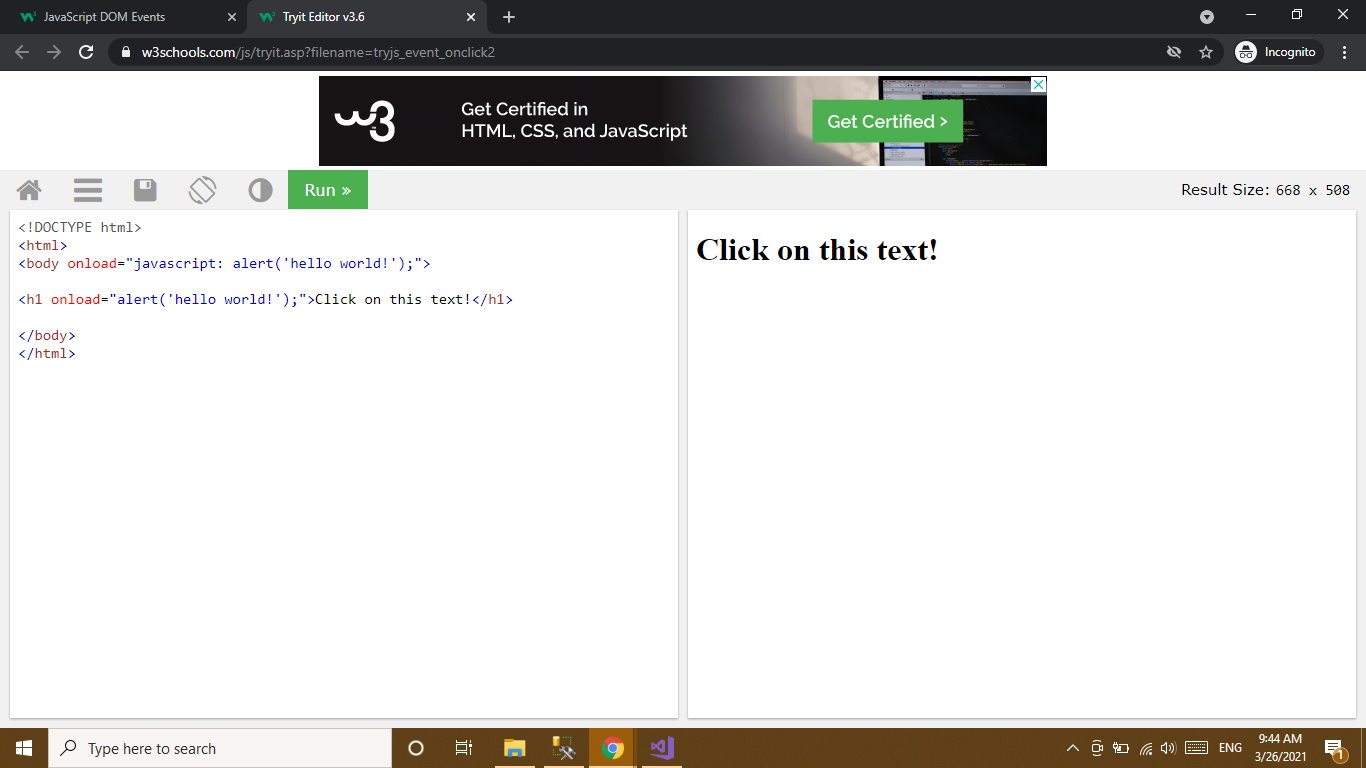 JavaScript DOM Events
Tryit Editor v3.6
w3schools.com/js/tryit.asp?filename=tryjs_event_onclick2
Incognito
w3
Get Certified in
HTML, CSS, and JavaScript
Get Certified >
Run »
Result Size: 668 x 508
<!DOCTYPE html>
<html>
<body onload="javascript: alert('hello world!');">
<h1 onload="alert('hello world!');">Click on this text!</h1>
</body>
</html>
Click on this text!
Type here to search
ENG
9:44 AM
3/26/2021
1